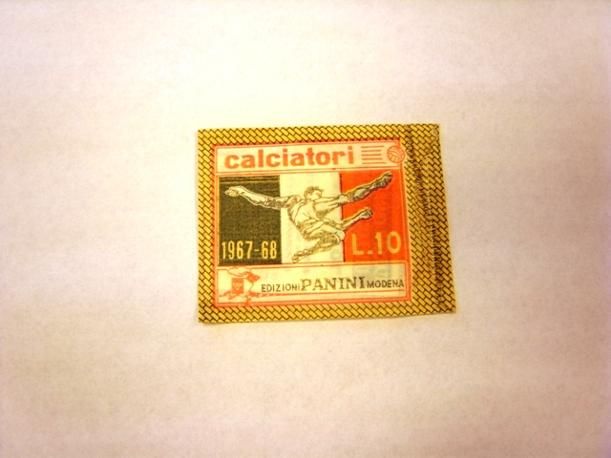 calciatori
1967-68
L.10
EDIZIONI PANINI MODENA